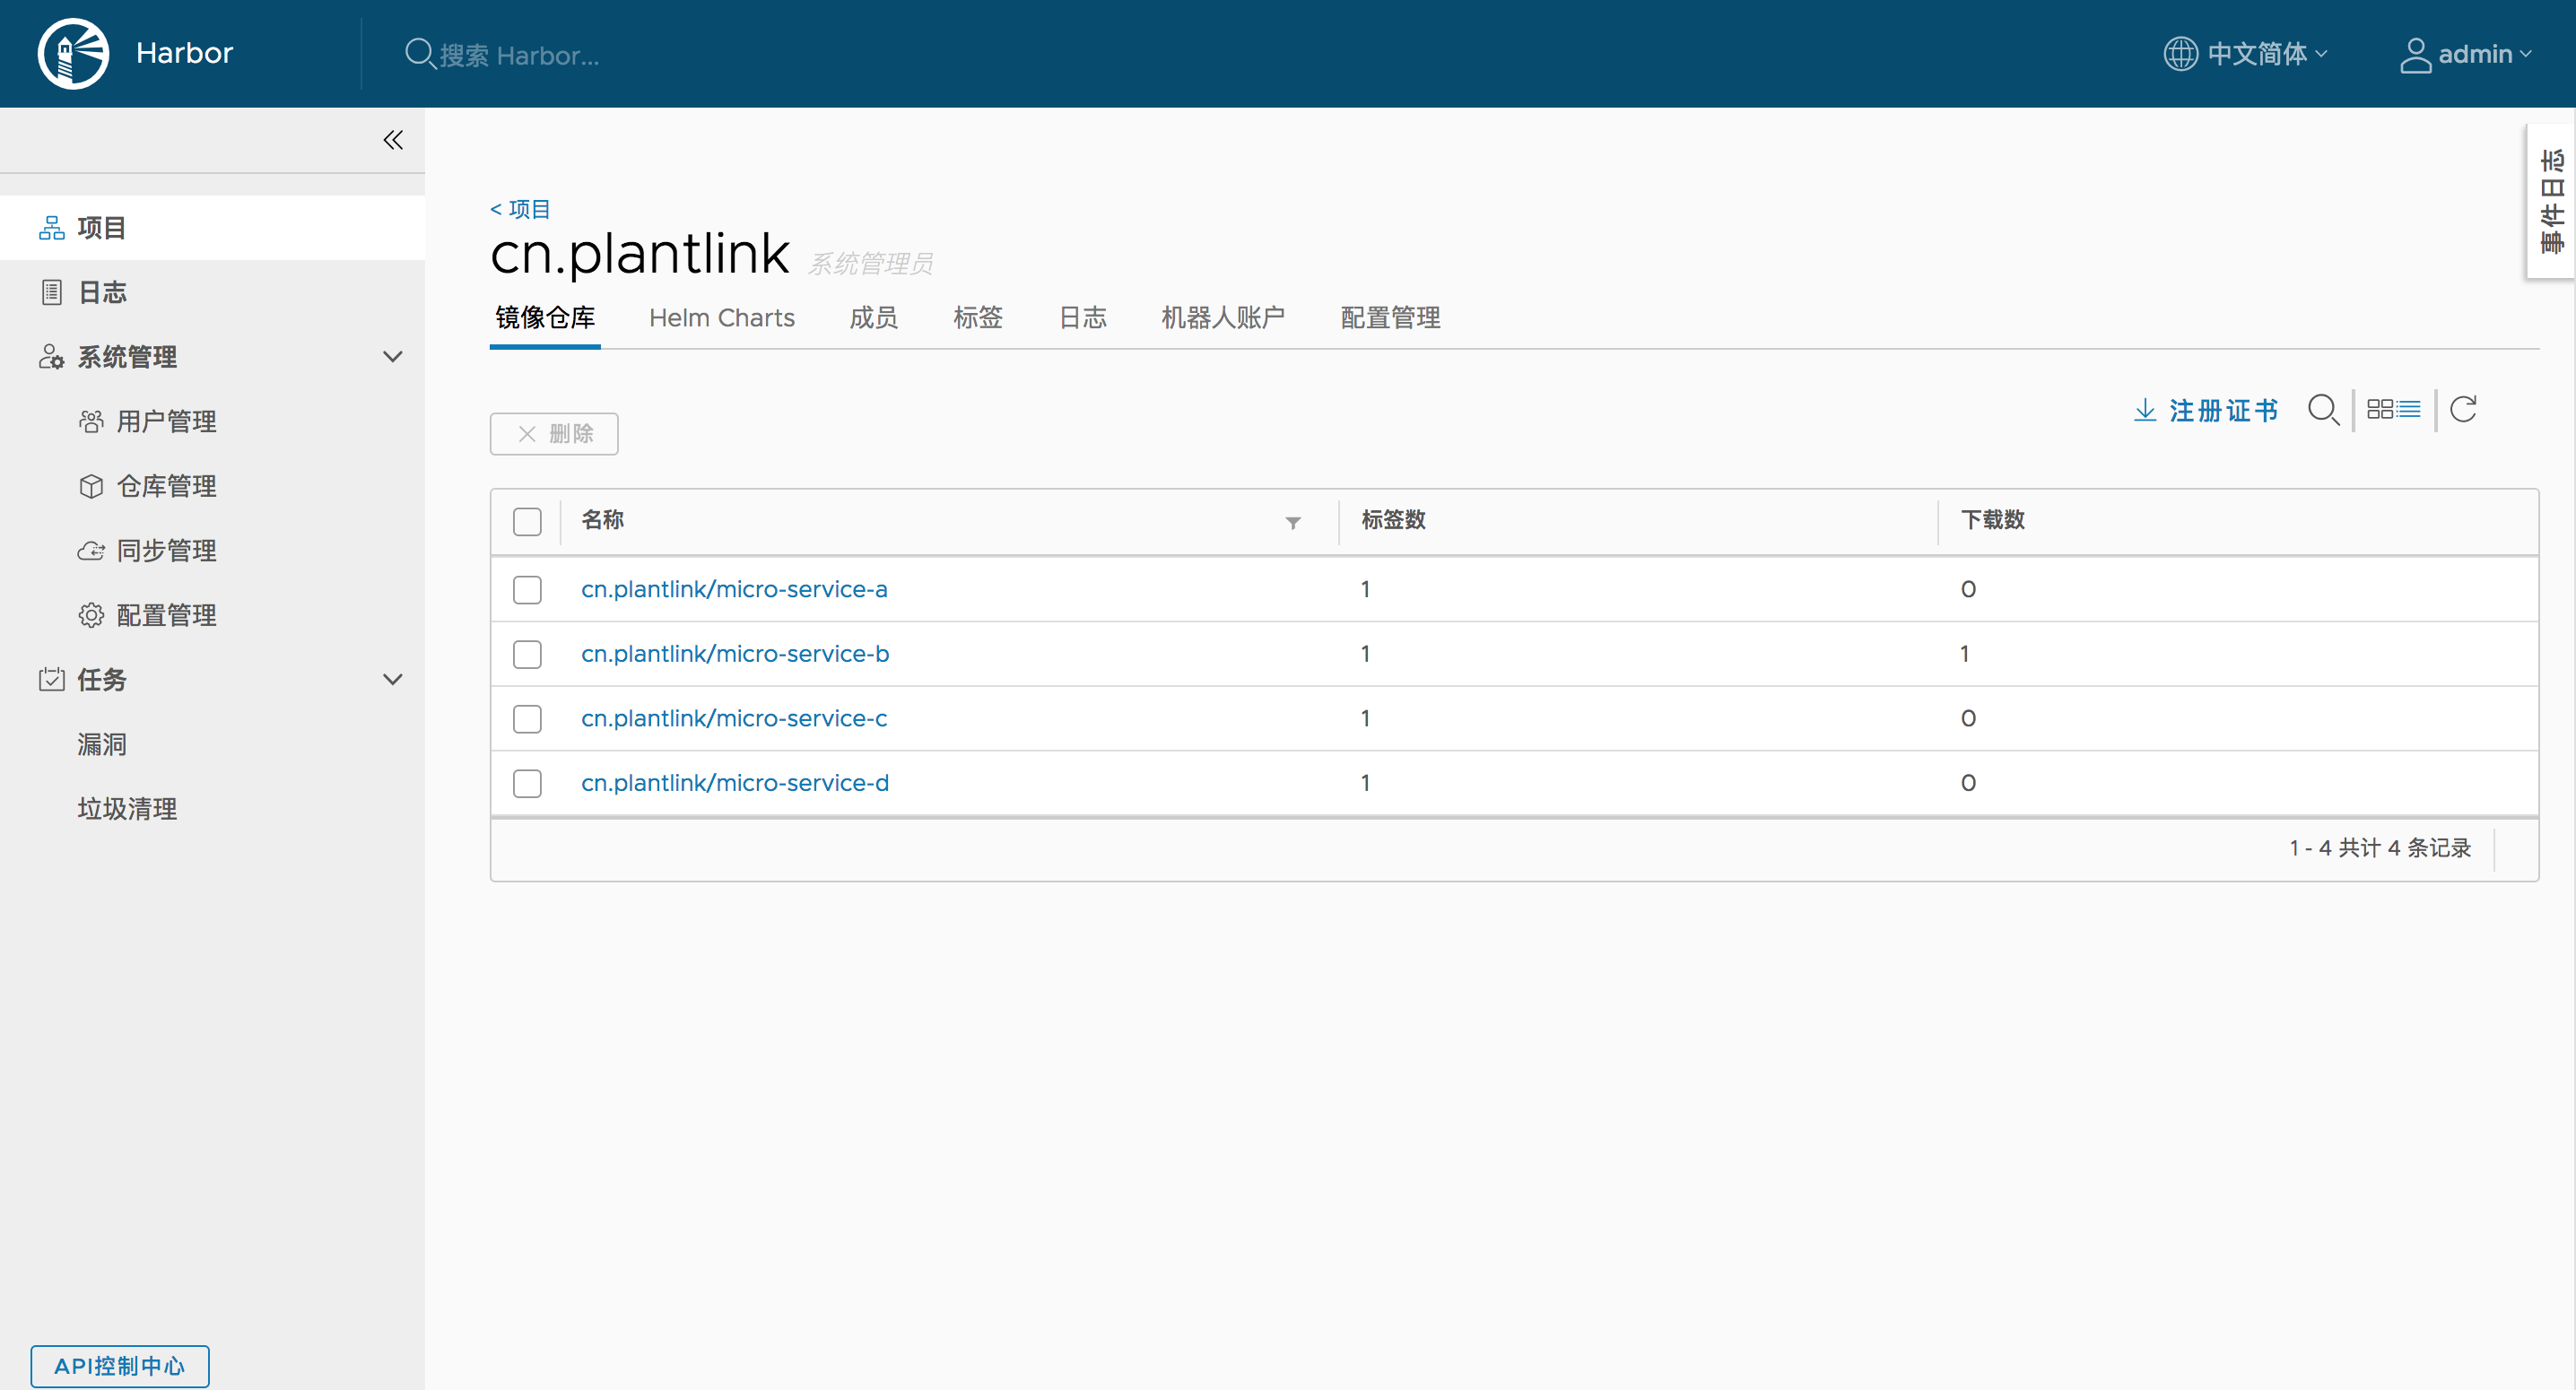 Harbor
搜索 Harbor...
中文简体
admin
项目
日志
系统管理
用户管理
仓库管理
同步管理
配置管理
任务
漏洞
垃圾清理
API控制中心
< 项目
cn.plantlink 系统管理员
镜像仓库 Helm Charts 成员 标签 日志 机器人账户 配置管理
删除
注册证书
名称 标签数 下载数
cn.plantlink/micro-service-a 1 0
cn.plantlink/micro-service-b 1 1
cn.plantlink/micro-service-c 1 0
cn.plantlink/micro-service-d 1 0
1 - 4 共计 4 条记录
事件日志